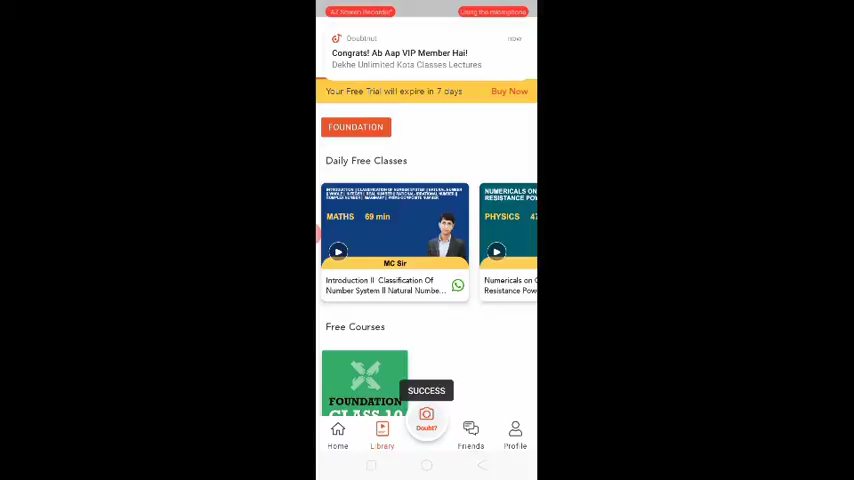 "AZ Screen Recorder"
Using the microphone
Doubtnut
now
Congrats! Ab Aap VIP Member Hai!
Dekhe Unlimited Kota Classes Lectures
Your Free Trial will expire in 7 days
Buy Now
FOUNDATION
Daily Free Classes
MATHS 69 min
MC Sir
Introduction II Classification Of
Number System II Natural Numbe...
NUMERICALS ON
RESISTANCE POW
PHYSICS 47
Numericals on
Resistance Pow
Free Courses
FOUNDATION
CLASS 10
SUCCESS
Doubt?
Home
Library
Friends
Profile